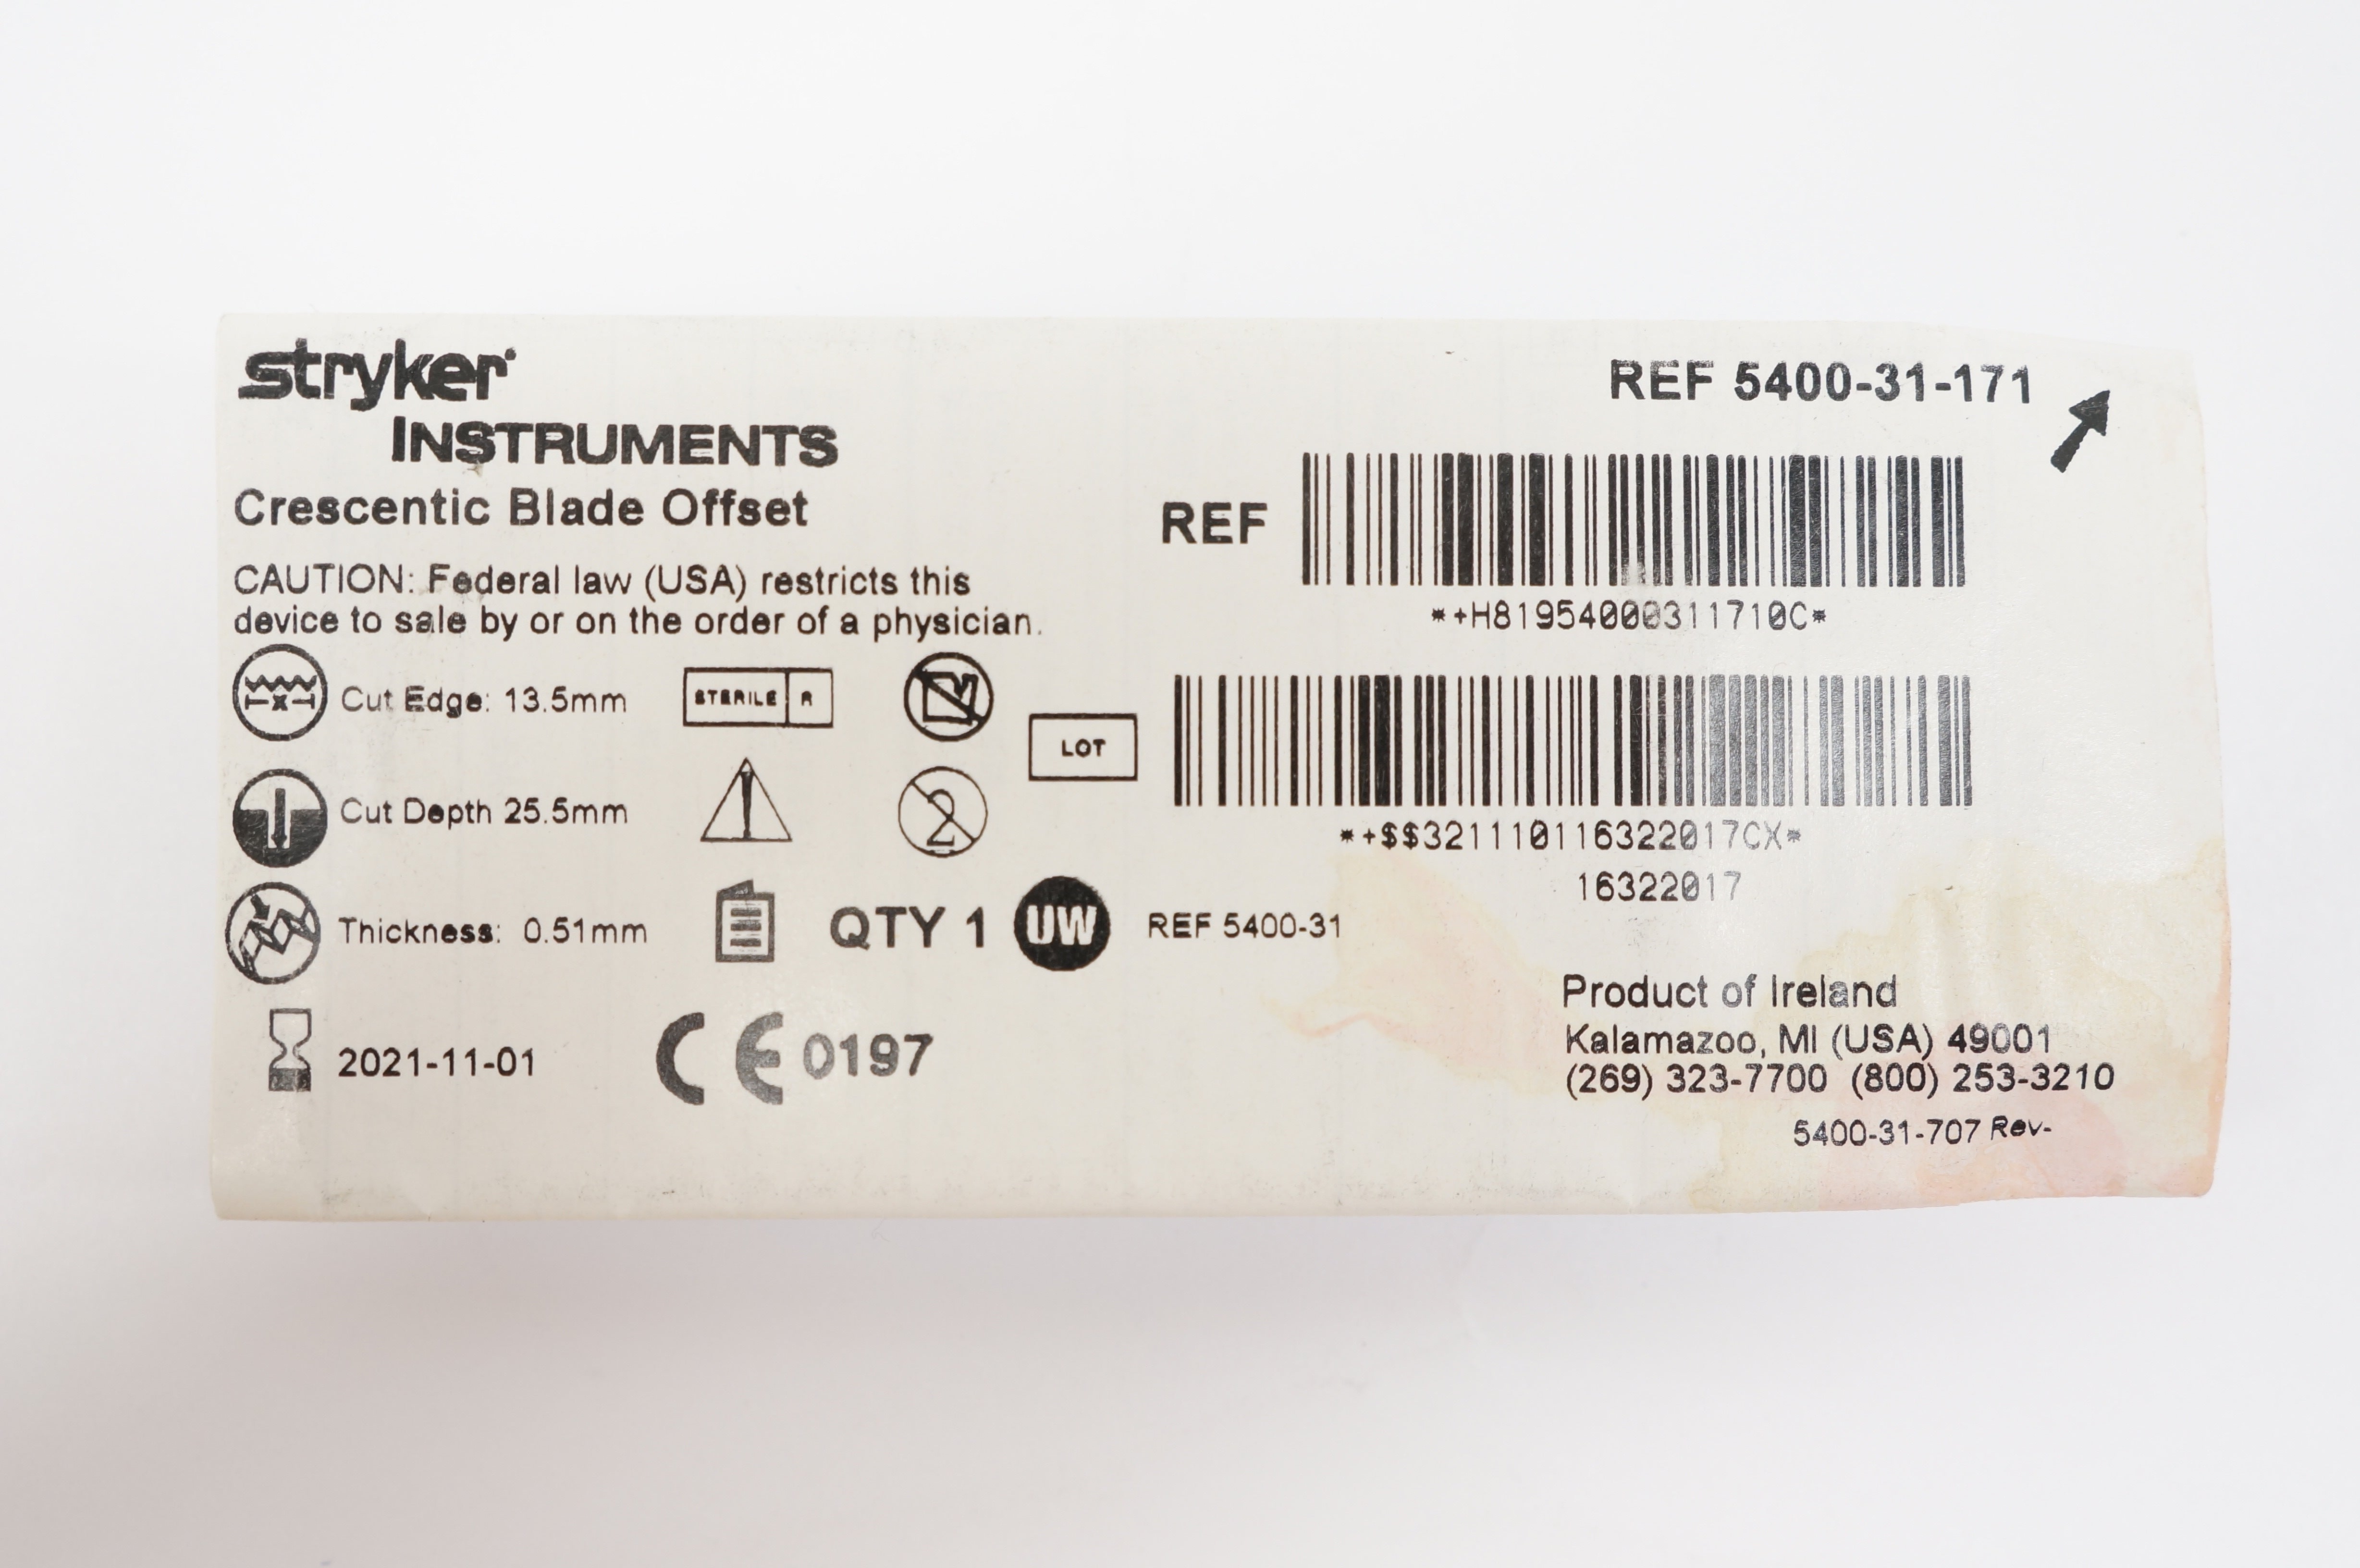 stryker
INSTRUMENTS
Crescentic Blade Offset
CAUTION: Federal law (USA) restricts this
device to sale by or on the order of a physician.
Cut Edge: 13.5mm
STERILE R
Cut Depth 25.5mm
2
Thickness: 0.51mm
QTY 1
UW
REF 5400-31
2021-11-01
CE 0197
REF 5400-31-171
REF
*+H81954000311710C*
LOT
*+$$321110116322017CX*
16322017
Product of Ireland
Kalamazoo, MI (USA) 49001
(269) 323-7700 (800) 253-3210
5400-31-707 Rev-